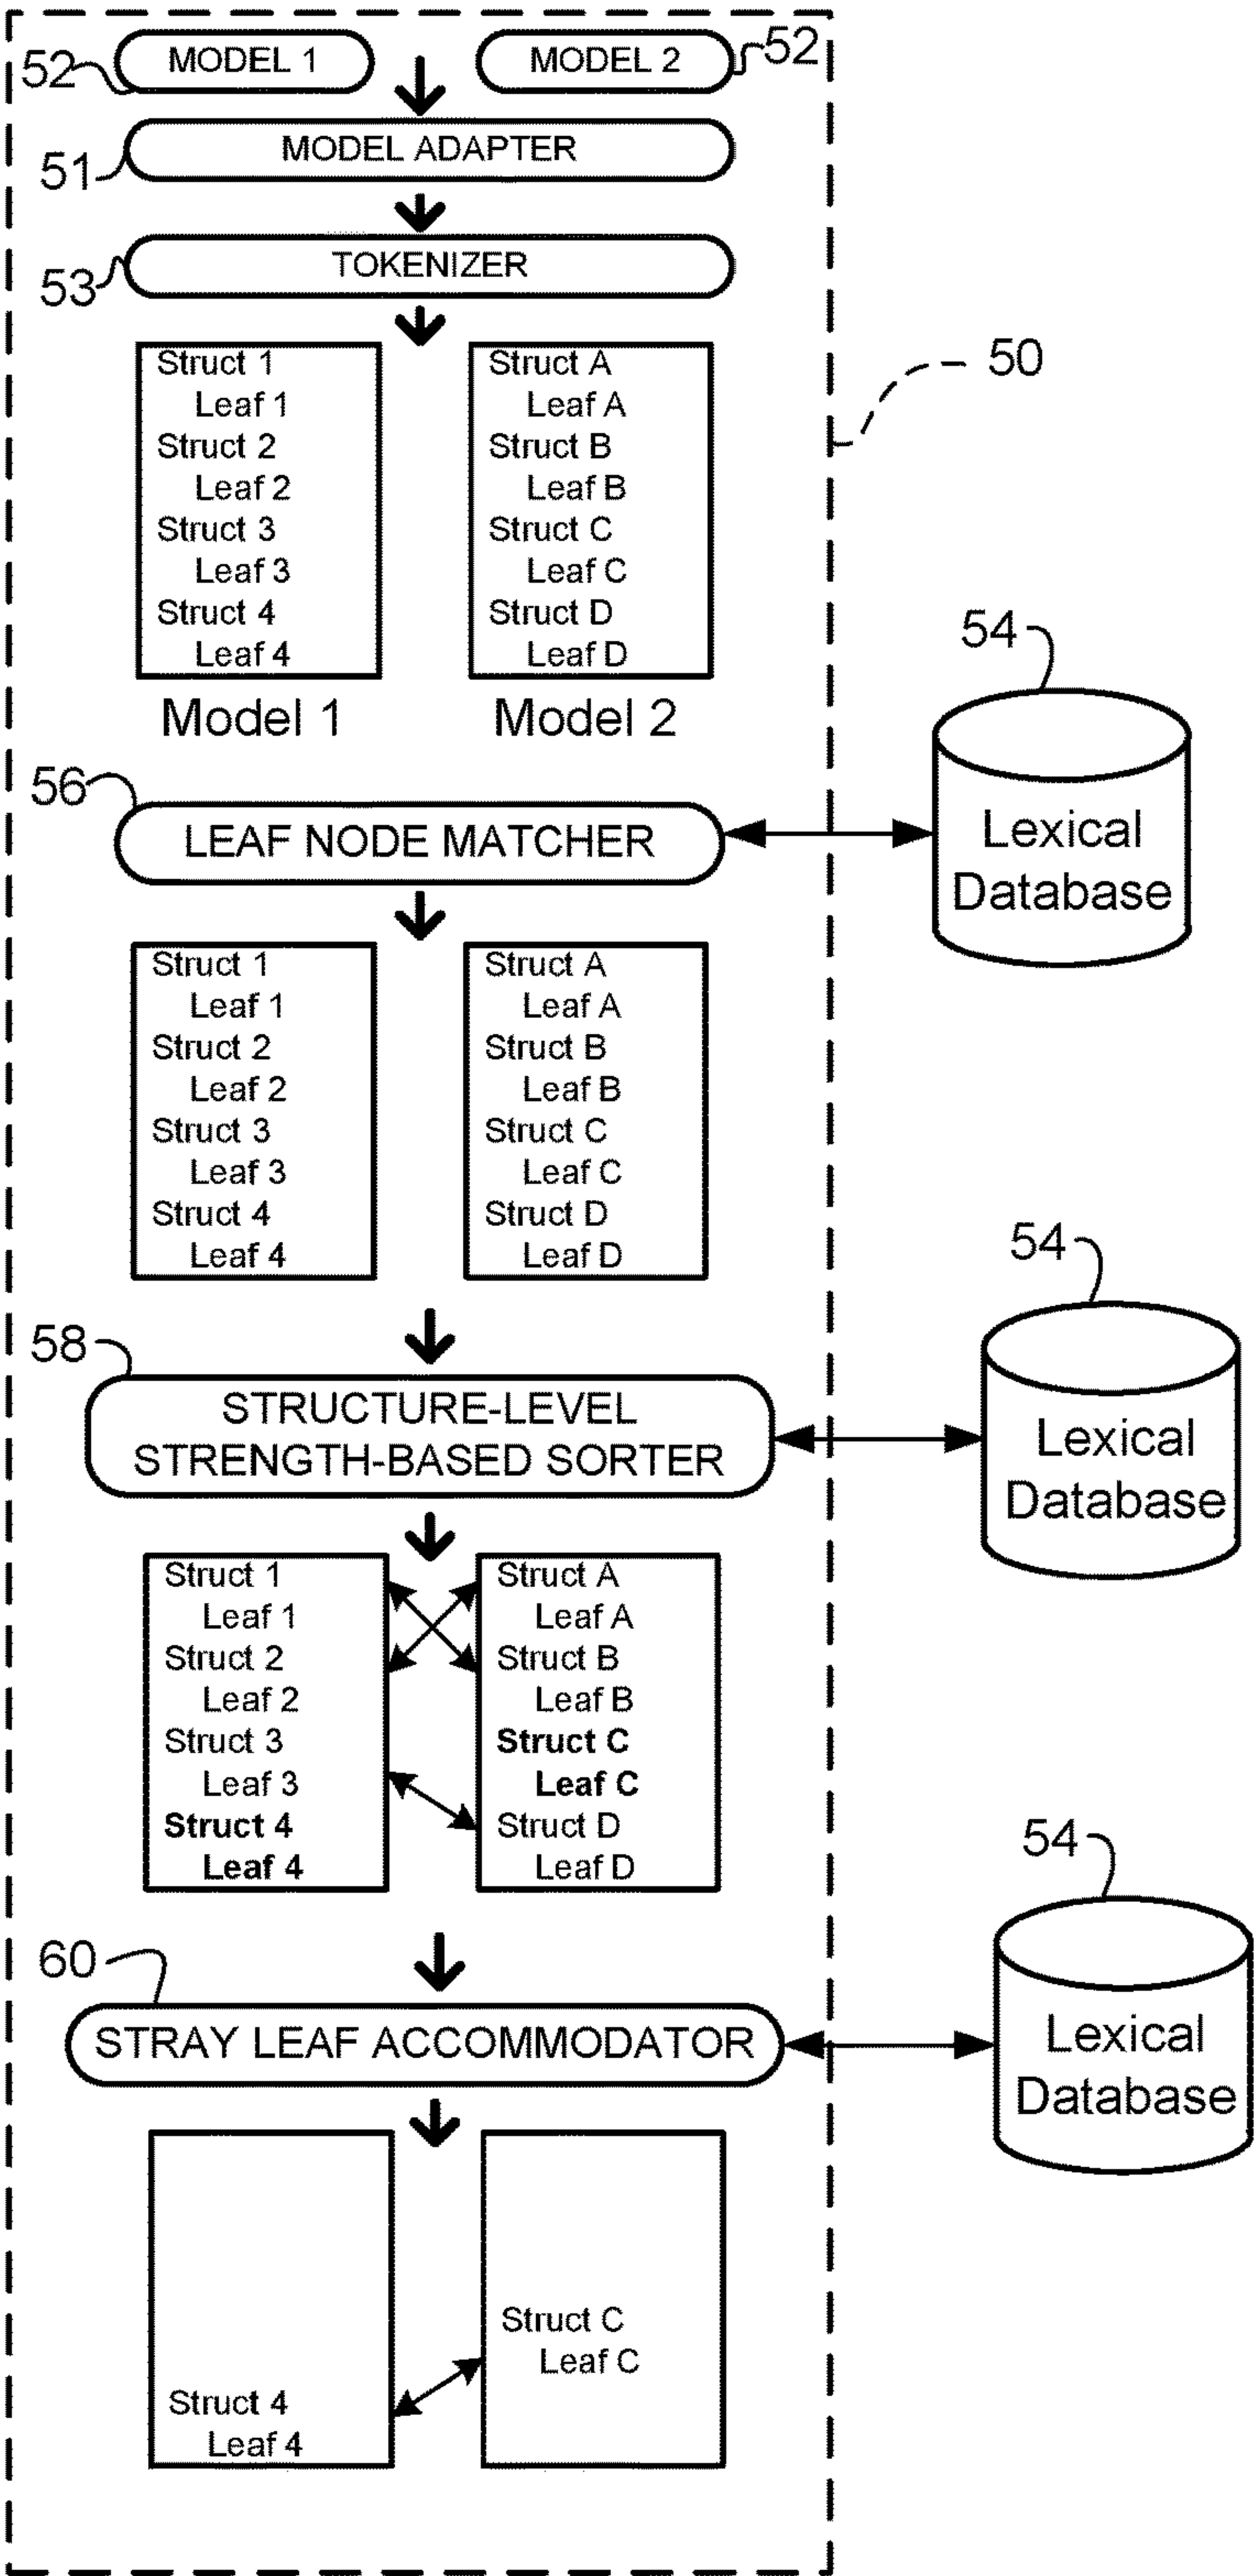 52
MODEL 1
MODEL 2
52
51
MODEL ADAPTER
53
TOKENIZER
Struct 1
Leaf 1
Struct 2
Leaf 2
Struct 3
Leaf 3
Struct 4
Leaf 4
Model 1
Struct A
Leaf A
Struct B
Leaf B
Struct C
Leaf C
Struct D
Leaf D
Model 2
50
56
LEAF NODE MATCHER
54
Lexical
Database
Struct 1
Leaf 1
Struct 2
Leaf 2
Struct 3
Leaf 3
Struct 4
Leaf 4
Struct A
Leaf A
Struct B
Leaf B
Struct C
Leaf C
Struct D
Leaf D
58
STRUCTURE-LEVEL
STRENGTH-BASED SORTER
54
Lexical
Database
Struct 1
Leaf 1
Struct 2
Leaf 2
Struct 3
Leaf 3
Struct 4
Leaf 4
Struct A
Leaf A
Struct B
Leaf B
Struct C
Leaf C
Struct D
Leaf D
60
STRAY LEAF ACCOMMODATOR
54
Lexical
Database
Struct 4
Leaf 4
Struct C
Leaf C